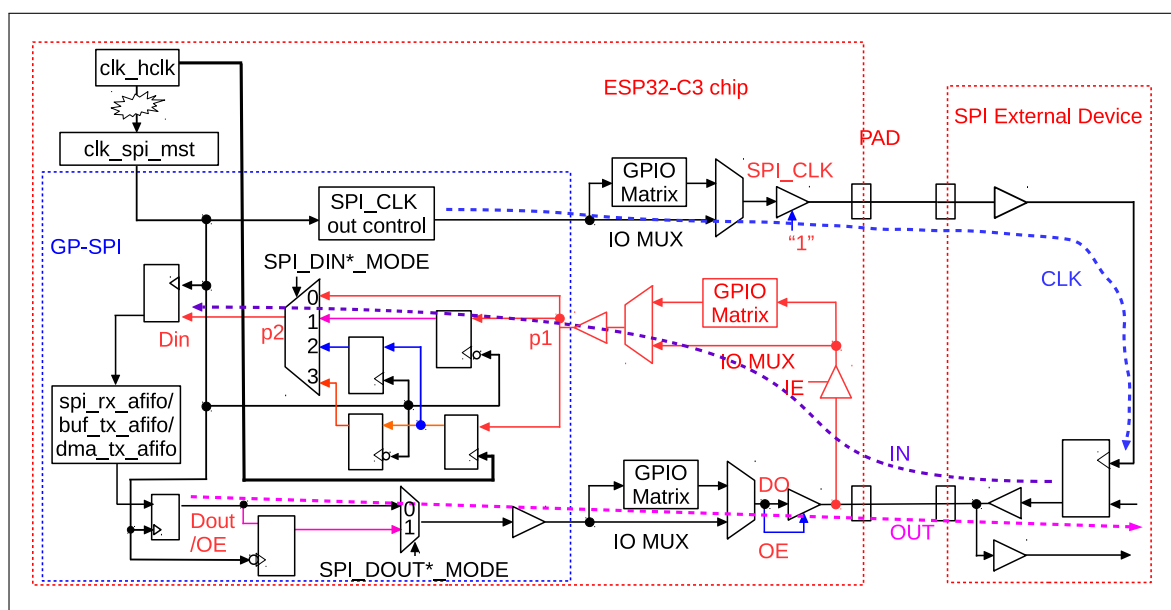 clk_hclk
ESP32-C3 chip
SPI External Device
PAD
clk_spi_mst
GPIO
Matrix
SPI_CLK
SPI_CLK
out control
IO MUX
“1”
GP-SPI
SPI_DIN*_MODE
CLK
0
1
2
3
p2
Din
p1
GPIO
Matrix
IO MUX
IE
spi_rx_afifo/
buf_tx_afifo/
dma_tx_afifo
IN
GPIO
Matrix
DO
0
1
Dout
/OE
IO MUX
OE
OUT
SPI_DOUT*_MODE